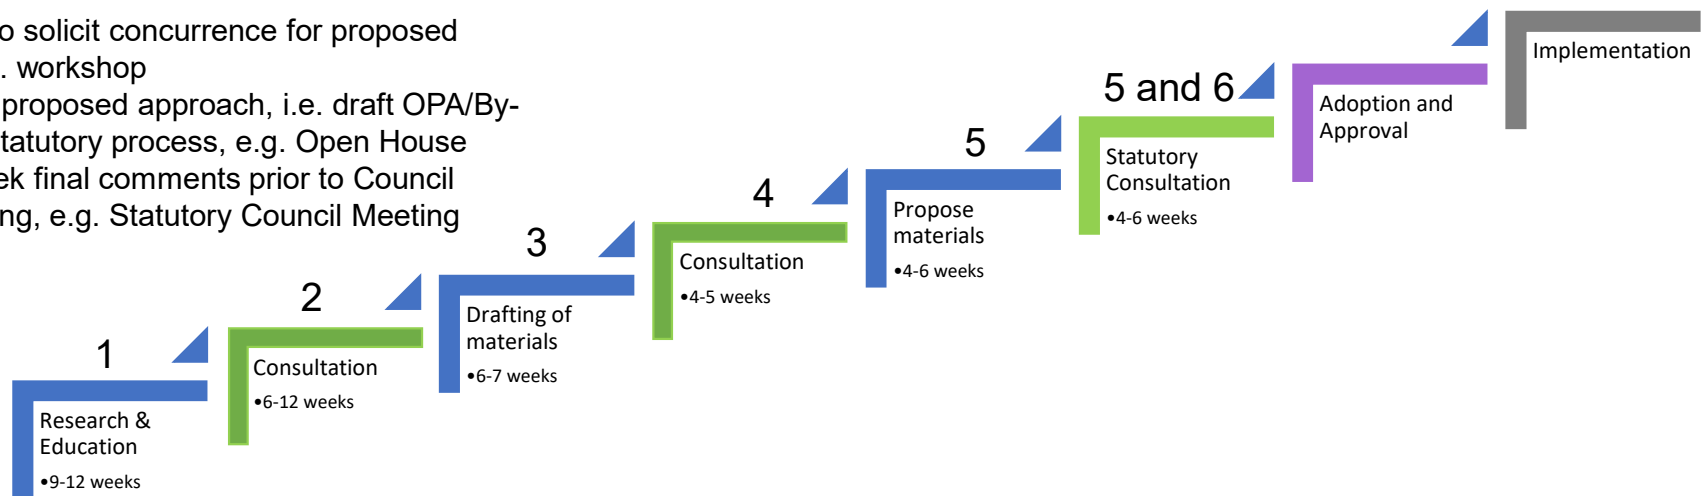 o solicit concurrence for proposed
. workshop
proposed approach, i.e. draft OPA/By-
tatutory process, e.g. Open House
ek final comments prior to Council
ng, e.g. Statutory Council Meeting
1
Research &
Education
•9-12 weeks
2
Consultation
•6-12 weeks
3
Drafting of
materials
•6-7 weeks
4
Consultation
•4-5 weeks
5
Propose
materials
•4-6 weeks
5 and 6
Statutory
Consultation
•4-6 weeks
Adoption and
Approval
Implementation